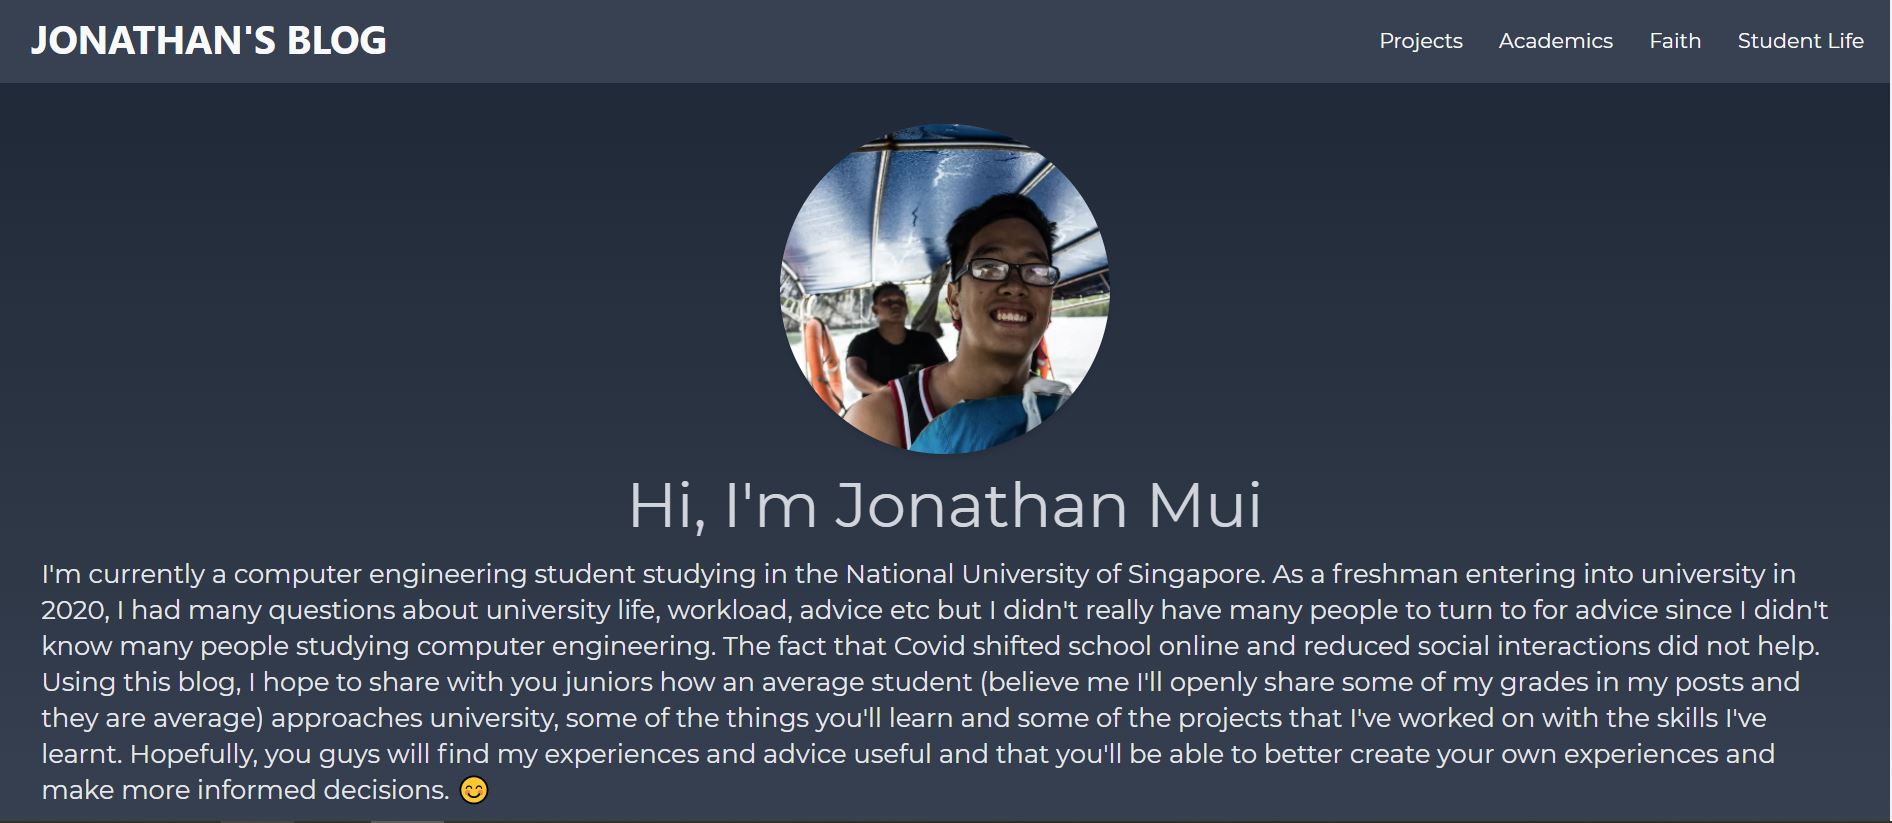 JONATHAN'S BLOG
Projects Academics Faith Student Life
Hi, I'm Jonathan Mui
I'm currently a computer engineering student studying in the National University of Singapore. As a freshman entering into university in
2020, I had many questions about university life, workload, advice etc but I didn't really have many people to turn to for advice since I didn't
know many people studying computer engineering. The fact that Covid shifted school online and reduced social interactions did not help.
Using this blog, I hope to share with you juniors how an average student (believe me I'll openly share some of my grades in my posts and
they are average) approaches university, some of the things you'll learn and some of the projects that I've worked on with the skills I've
learnt. Hopefully, you guys will find my experiences and advice useful and that you'll be able to better create your own experiences and
make more informed decisions. 😊